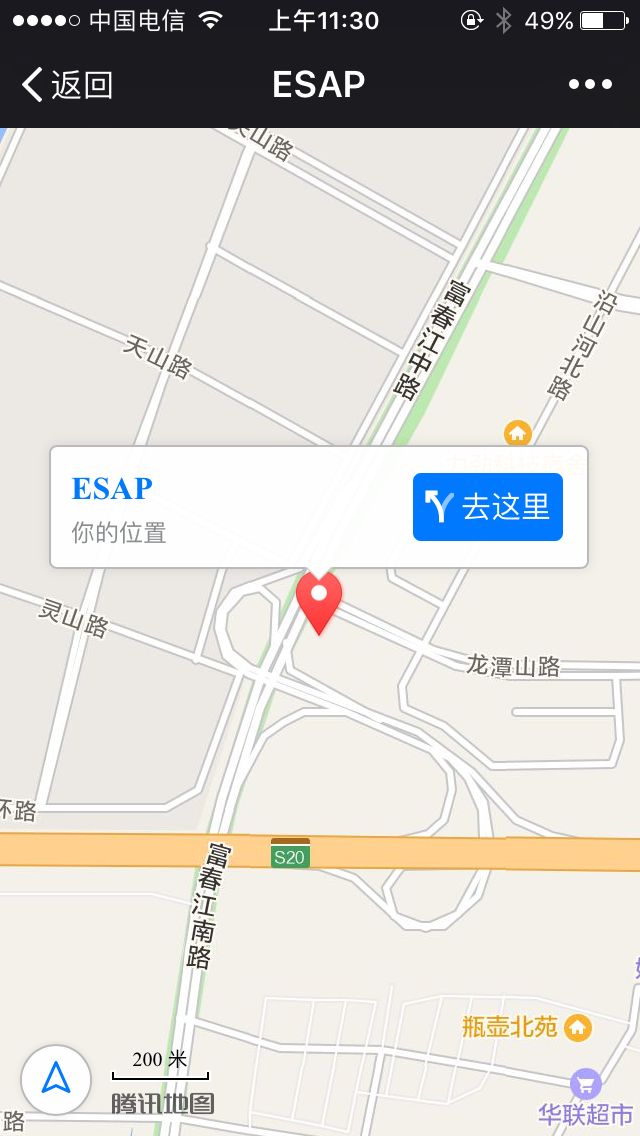 中国电信
上午11:30
49%
返回
ESAP
灵山路
富春江中路
沿山河北路
天山路
ESAP
你的位置
去这里
灵山路
龙潭山路
环路
S20
富春江南路
瓶壶北苑
200 米
腾讯地图
华联超市
路